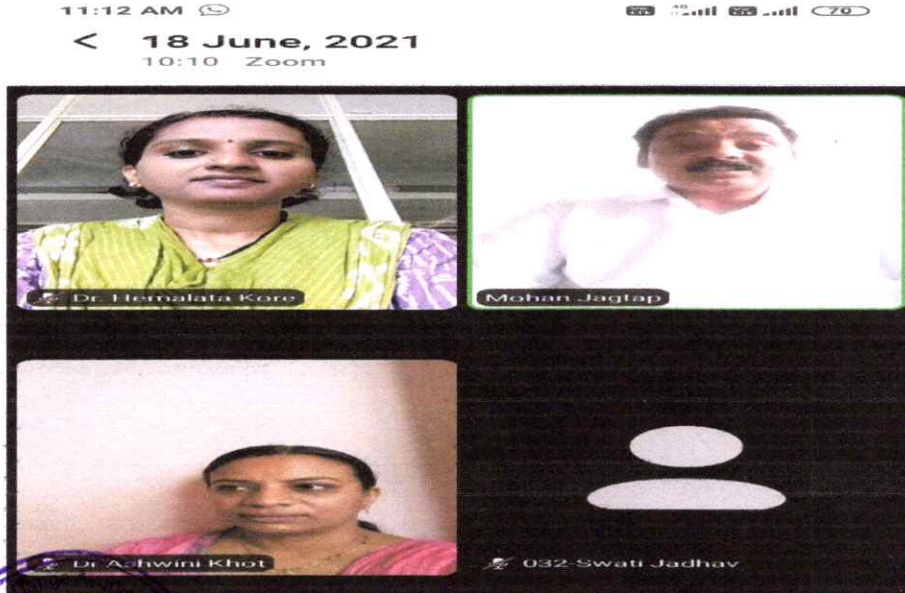 11:12 AM
70
18 June, 2021
10:10 Zoom
Dr. Hemalata Kore
Mohan Jagtap
Dr Ashwini Khot
032-Swati Jadhav